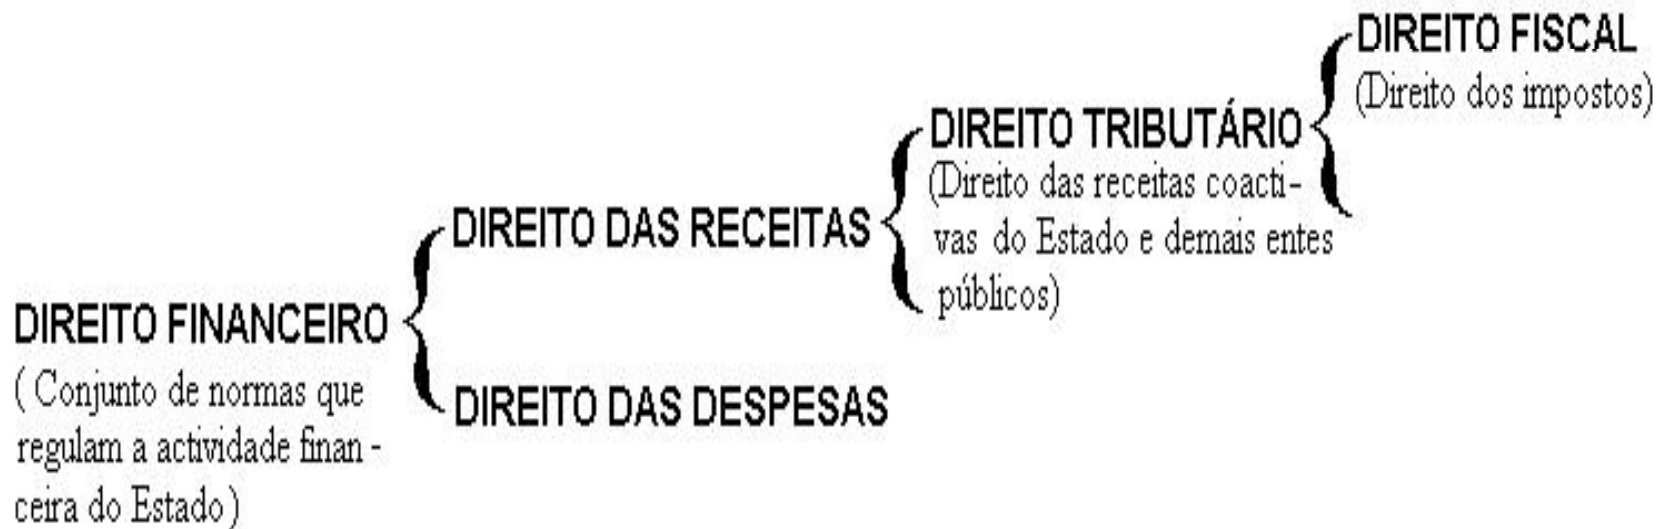 DIREITO FINANCEIRO
( Conjunto de normas que
regulam a actividade finan -
ceira do Estado )
DIREITO DAS RECEITAS
DIREITO DAS DESPESAS
DIREITO TRIBUTÁRIO
(Direito das receitas coacti-
vas do Estado e demais entes
públicos)
DIREITO FISCAL
(Direito dos impostos)